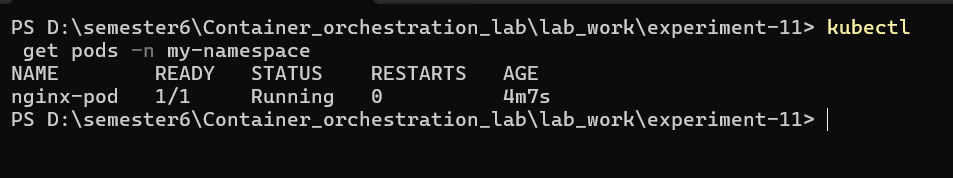 PS D:\semester6\Container_orchestration_lab\lab_work\experiment-11> kubectl
 get pods -n my-namespace
NAME        READY   STATUS    RESTARTS   AGE
nginx-pod   1/1     Running   0          4m7s
PS D:\semester6\Container_orchestration_lab\lab_work\experiment-11>